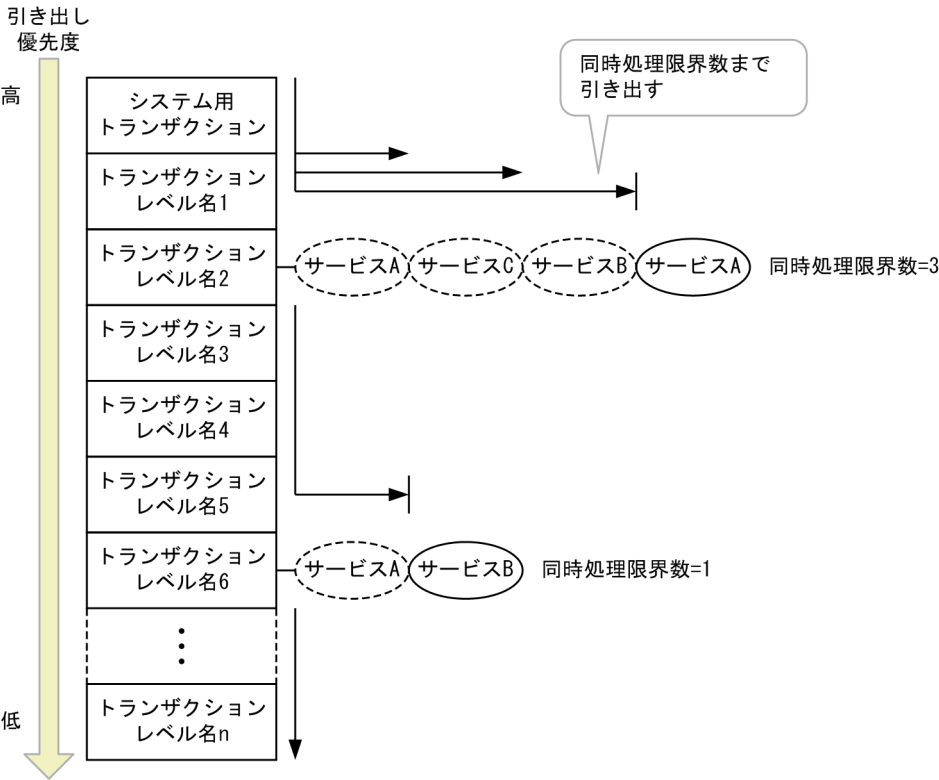 引き出し
優先度
高
システム用
トランザクション
同時処理限界数まで
引き出す
トランザクション
レベル名1
トランザクション
レベル名2
サービスA
サービスC
サービスB
サービスA
同時処理限界数=3
トランザクション
レベル名3
トランザクション
レベル名4
トランザクション
レベル名5
トランザクション
レベル名6
サービスA
サービスB
同時処理限界数=1
低
トランザクション
レベル名n